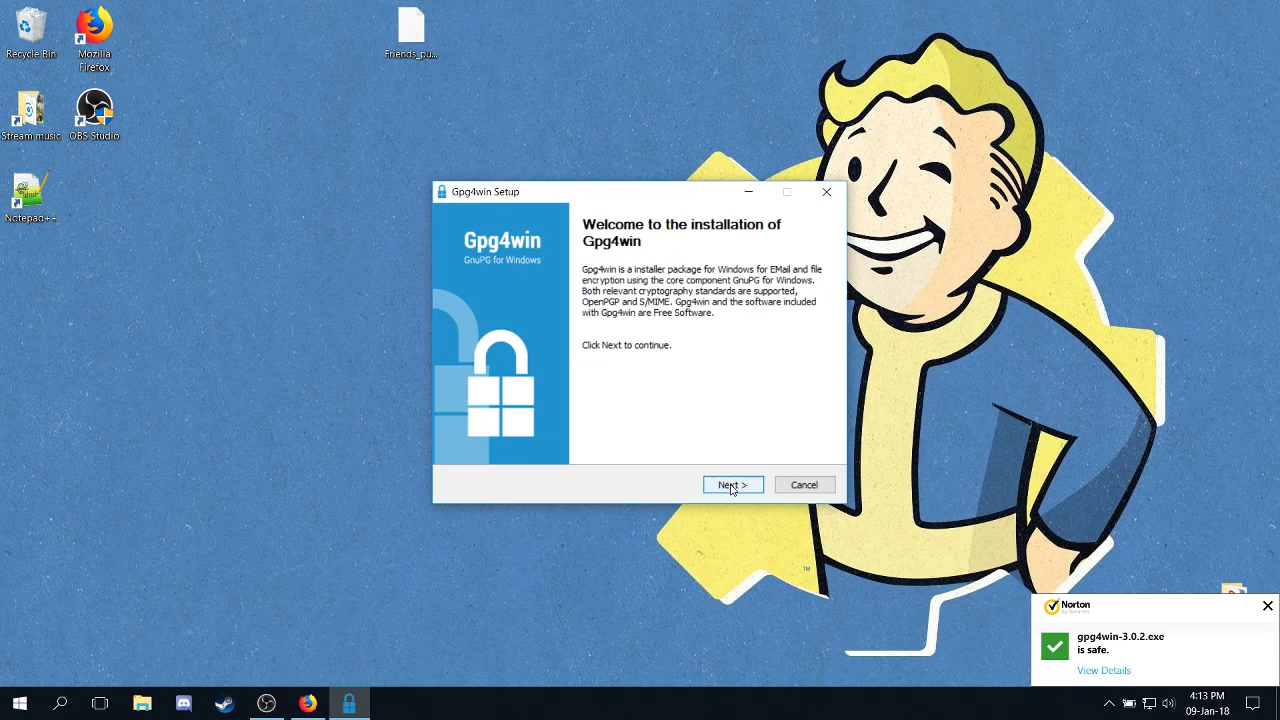 Recycle Bin
Mozilla
Firefox
Friends_pu...
Stream music
OBS Studio
Notepad++
Gpg4win Setup
Gpg4win
GnuPG for Windows
Welcome to the installation of
Gpg4win
Gpg4win is a installer package for Windows for EMail and file
encryption using the core component GnuPG for Windows.
Both relevant cryptography standards are supported,
OpenPGP and S/MIME. Gpg4win and the software included
with Gpg4win are Free Software.
Click Next to continue.
Next >
Cancel
TM
Norton
gpg4win-3.0.2.exe
is safe.
View Details
4:13 PM
09-Jan-18